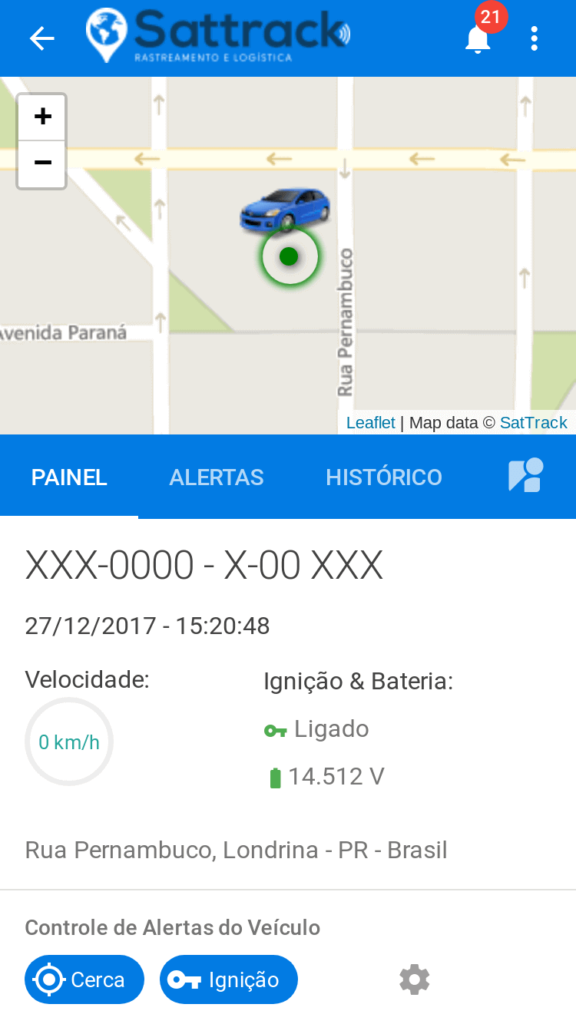 Sattrack
RASTREAMENTO E LOGÍSTICA
21
+
−
Rua Pernambuco
Avenida Paraná
Leaflet | Map data © SatTrack
PAINEL ALERTAS HISTÓRICO
XXX-0000 - X-00 XXX
27/12/2017 - 15:20:48
Velocidade:
0 km/h
Ignição & Bateria:
Ligado
14.512 V
Rua Pernambuco, Londrina - PR - Brasil
Controle de Alertas do Veículo
Cerca Ignição